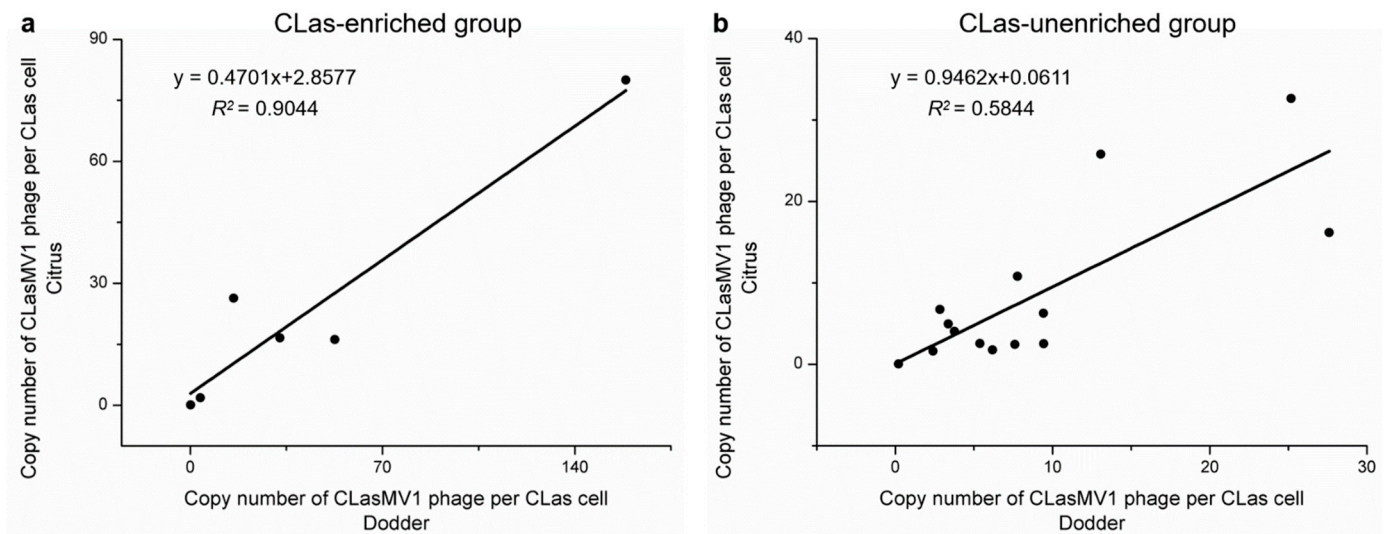 a
CLas-enriched group
y = 0.4701x+2.8577
R² = 0.9044
90
60
30
0
0
70
140
Copy number of CLasMV1 phage per CLas cell
Citrus
Copy number of CLasMV1 phage per CLas cell
Dodder
b
CLas-unenriched group
y = 0.9462x+0.0611
R² = 0.5844
40
20
0
0
10
20
30
Copy number of CLasMV1 phage per CLas cell
Citrus
Copy number of CLasMV1 phage per CLas cell
Dodder